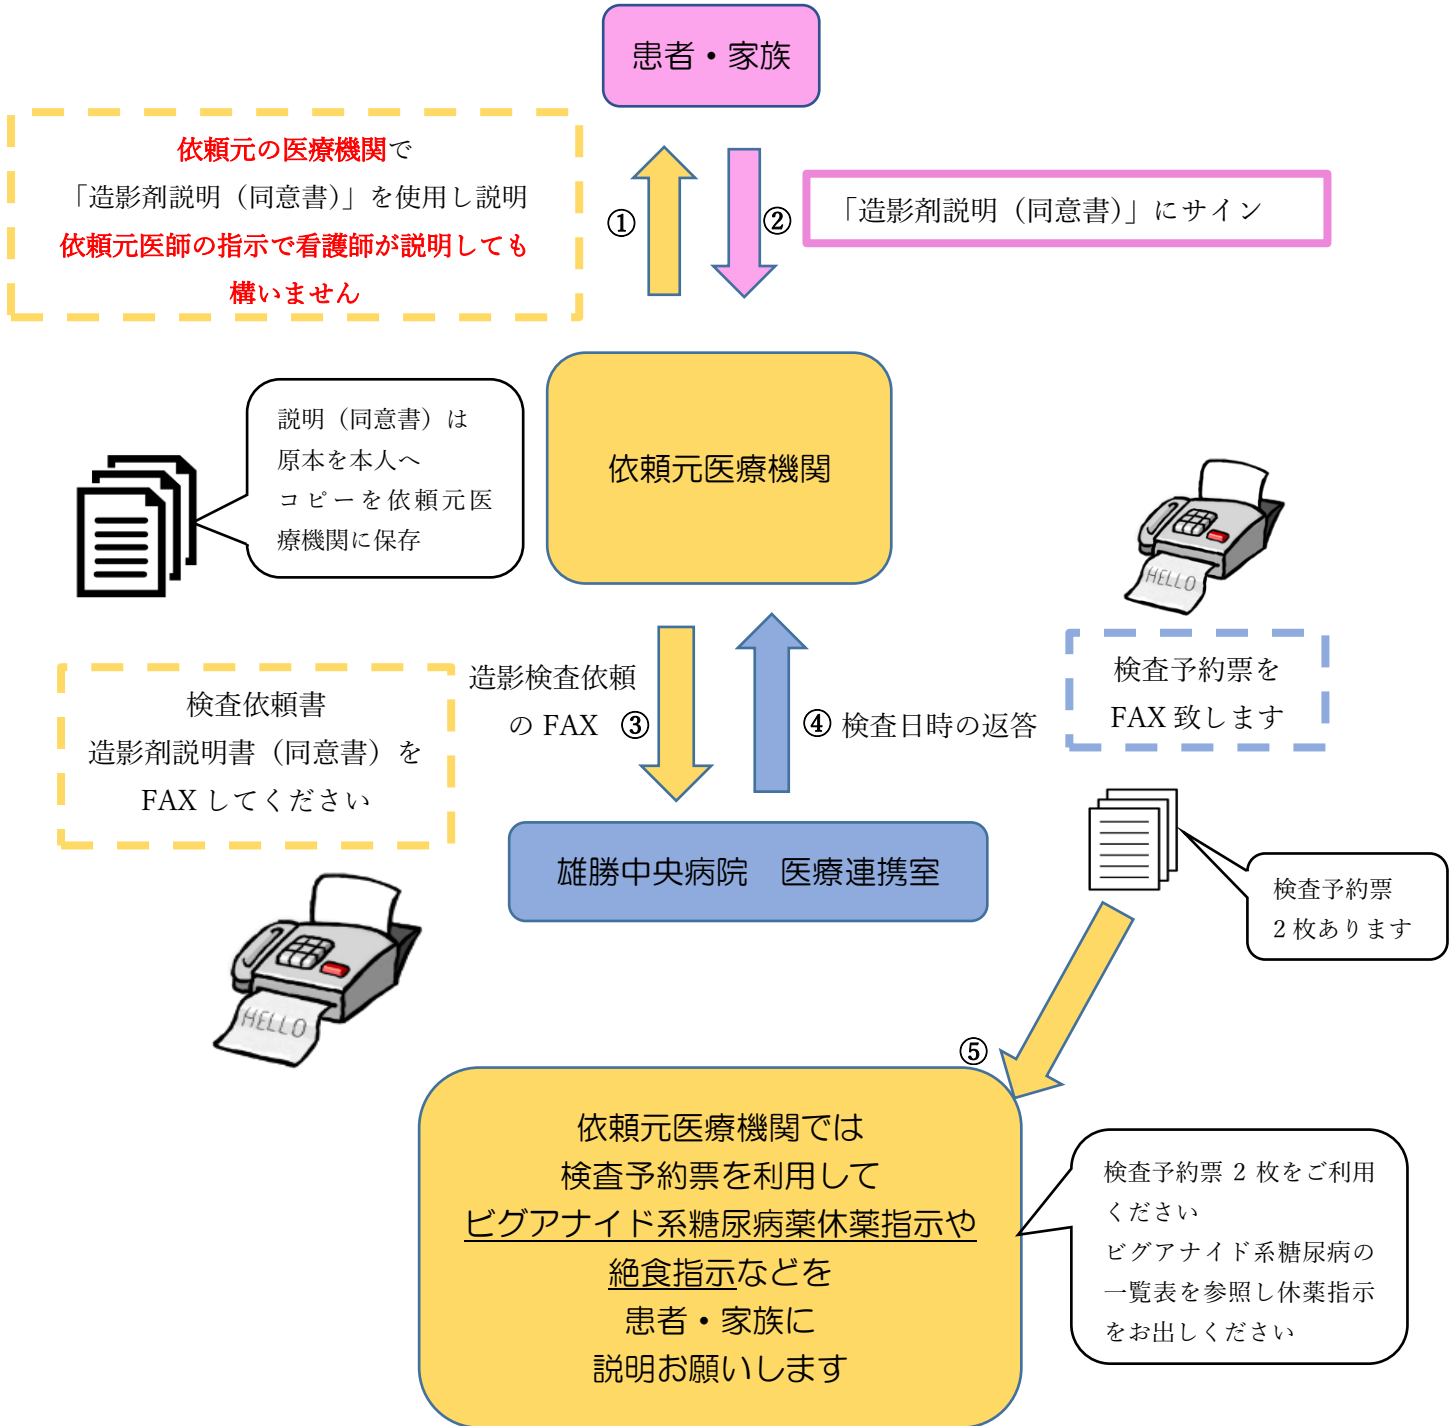 患者・家族
依頼元の医療機関で
「造影剤説明（同意書）」を使用し説明
依頼元医師の指示で看護師が説明しても
構いません
①
②
「造影剤説明（同意書）」にサイン
説明（同意書）は
原本を本人へ
コピーを依頼元医
療機関に保存
依頼元医療機関
HELLO
検査依頼書
造影剤説明書（同意書）を
FAX してください
造影検査依頼
の FAX ③
④ 検査日時の返答
検査予約票を
FAX 致します
雄勝中央病院　医療連携室
検査予約票
2 枚あります
HELLO
⑤
依頼元医療機関では
検査予約票を利用して
ビグアナイド系糖尿病薬休薬指示や
絶食指示などを
患者・家族に
説明お願いします
検査予約票 2 枚をご利用
ください
ビグアナイド系糖尿病の
一覧表を参照し休薬指示
をお出しください